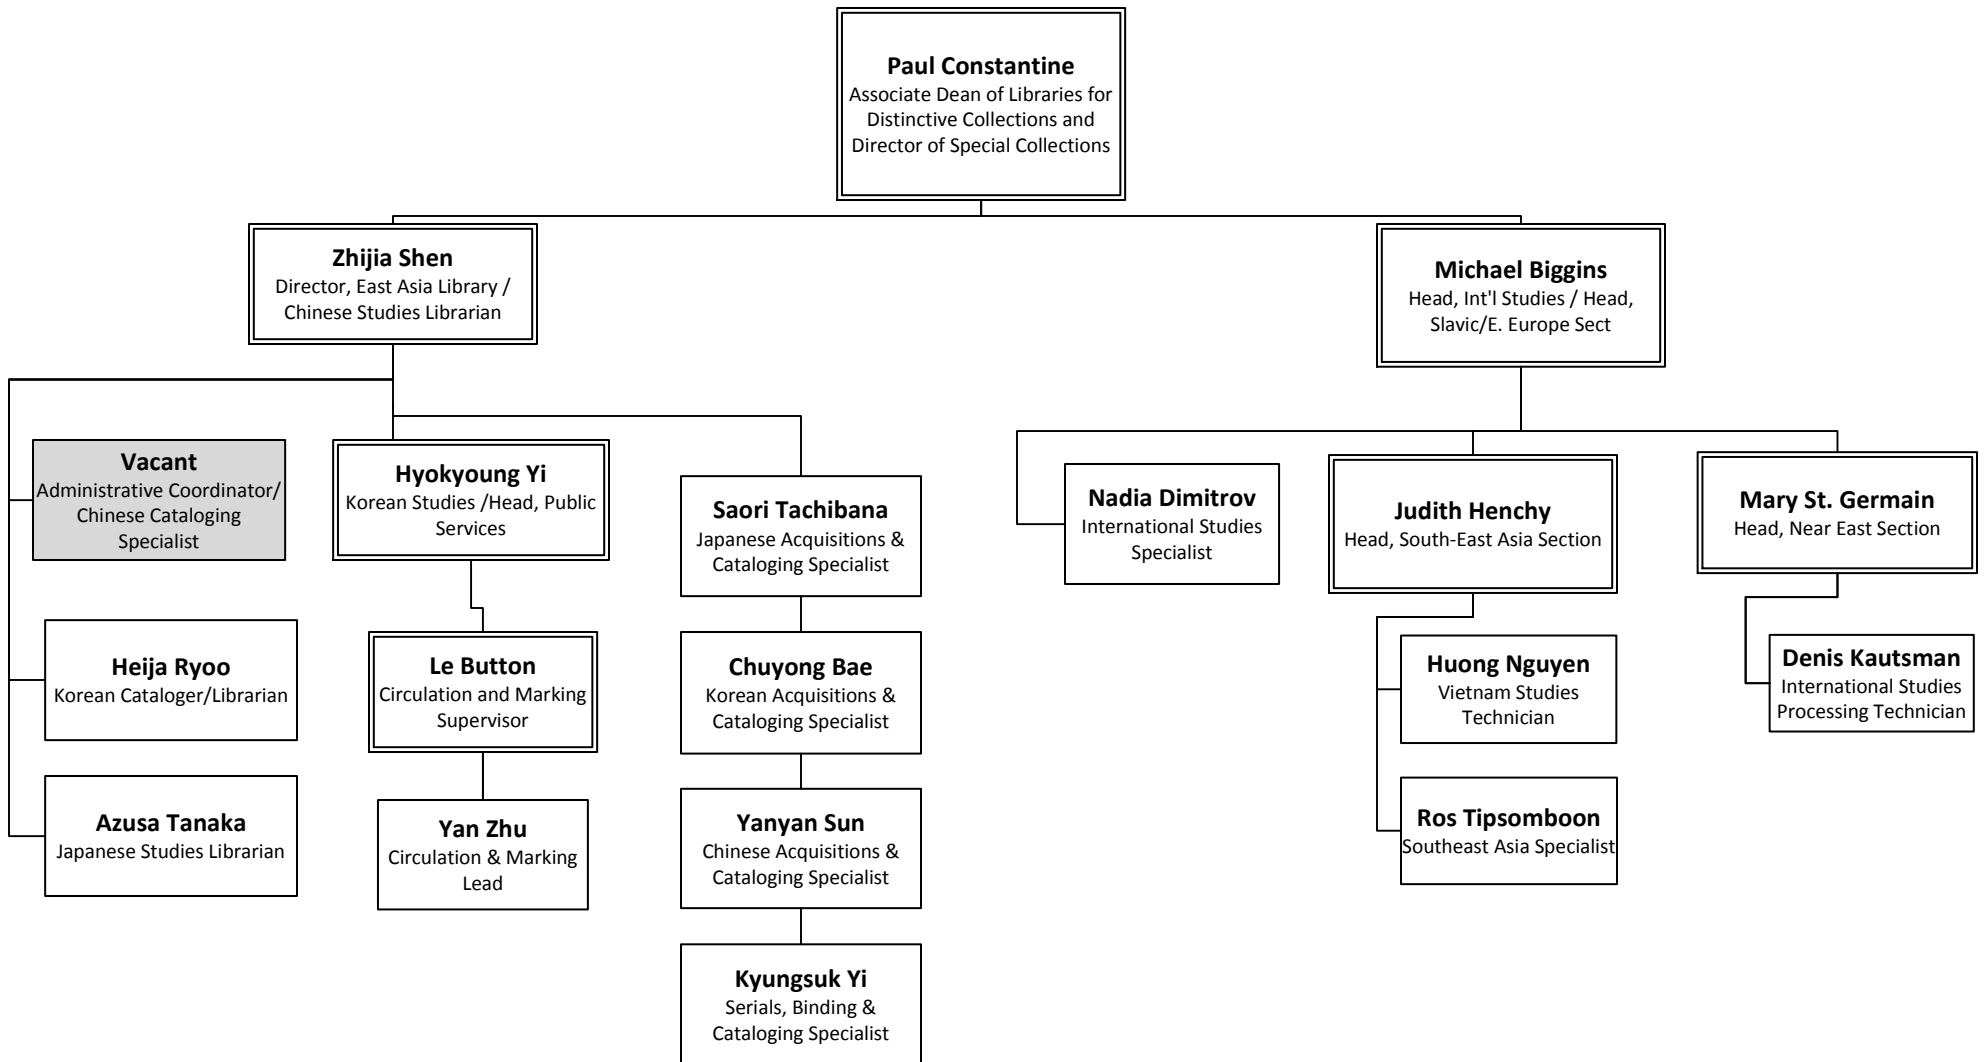 Paul Constantine
Associate Dean of Libraries for
Distinctive Collections and
Director of Special Collections
Zhijia Shen
Director, East Asia Library /
Chinese Studies Librarian
Michael Biggins
Head, Int'l Studies / Head,
Slavic/E. Europe Sect
Vacant
Administrative Coordinator/
Chinese Cataloging
Specialist
Heija Ryoo
Korean Cataloger/Librarian
Azusa Tanaka
Japanese Studies Librarian
Hyokyoung Yi
Korean Studies /Head, Public
Services
Le Button
Circulation and Marking
Supervisor
Yan Zhu
Circulation & Marking
Lead
Saori Tachibana
Japanese Acquisitions &
Cataloging Specialist
Chuyong Bae
Korean Acquisitions &
Cataloging Specialist
Yanyan Sun
Chinese Acquisitions &
Cataloging Specialist
Kyungsuk Yi
Serials, Binding &
Cataloging Specialist
Nadia Dimitrov
International Studies
Specialist
Judith Henchy
Head, South-East Asia Section
Huong Nguyen
Vietnam Studies
Technician
Ros Tipsomboon
Southeast Asia Specialist
Mary St. Germain
Head, Near East Section
Denis Kautsman
International Studies
Processing Technician